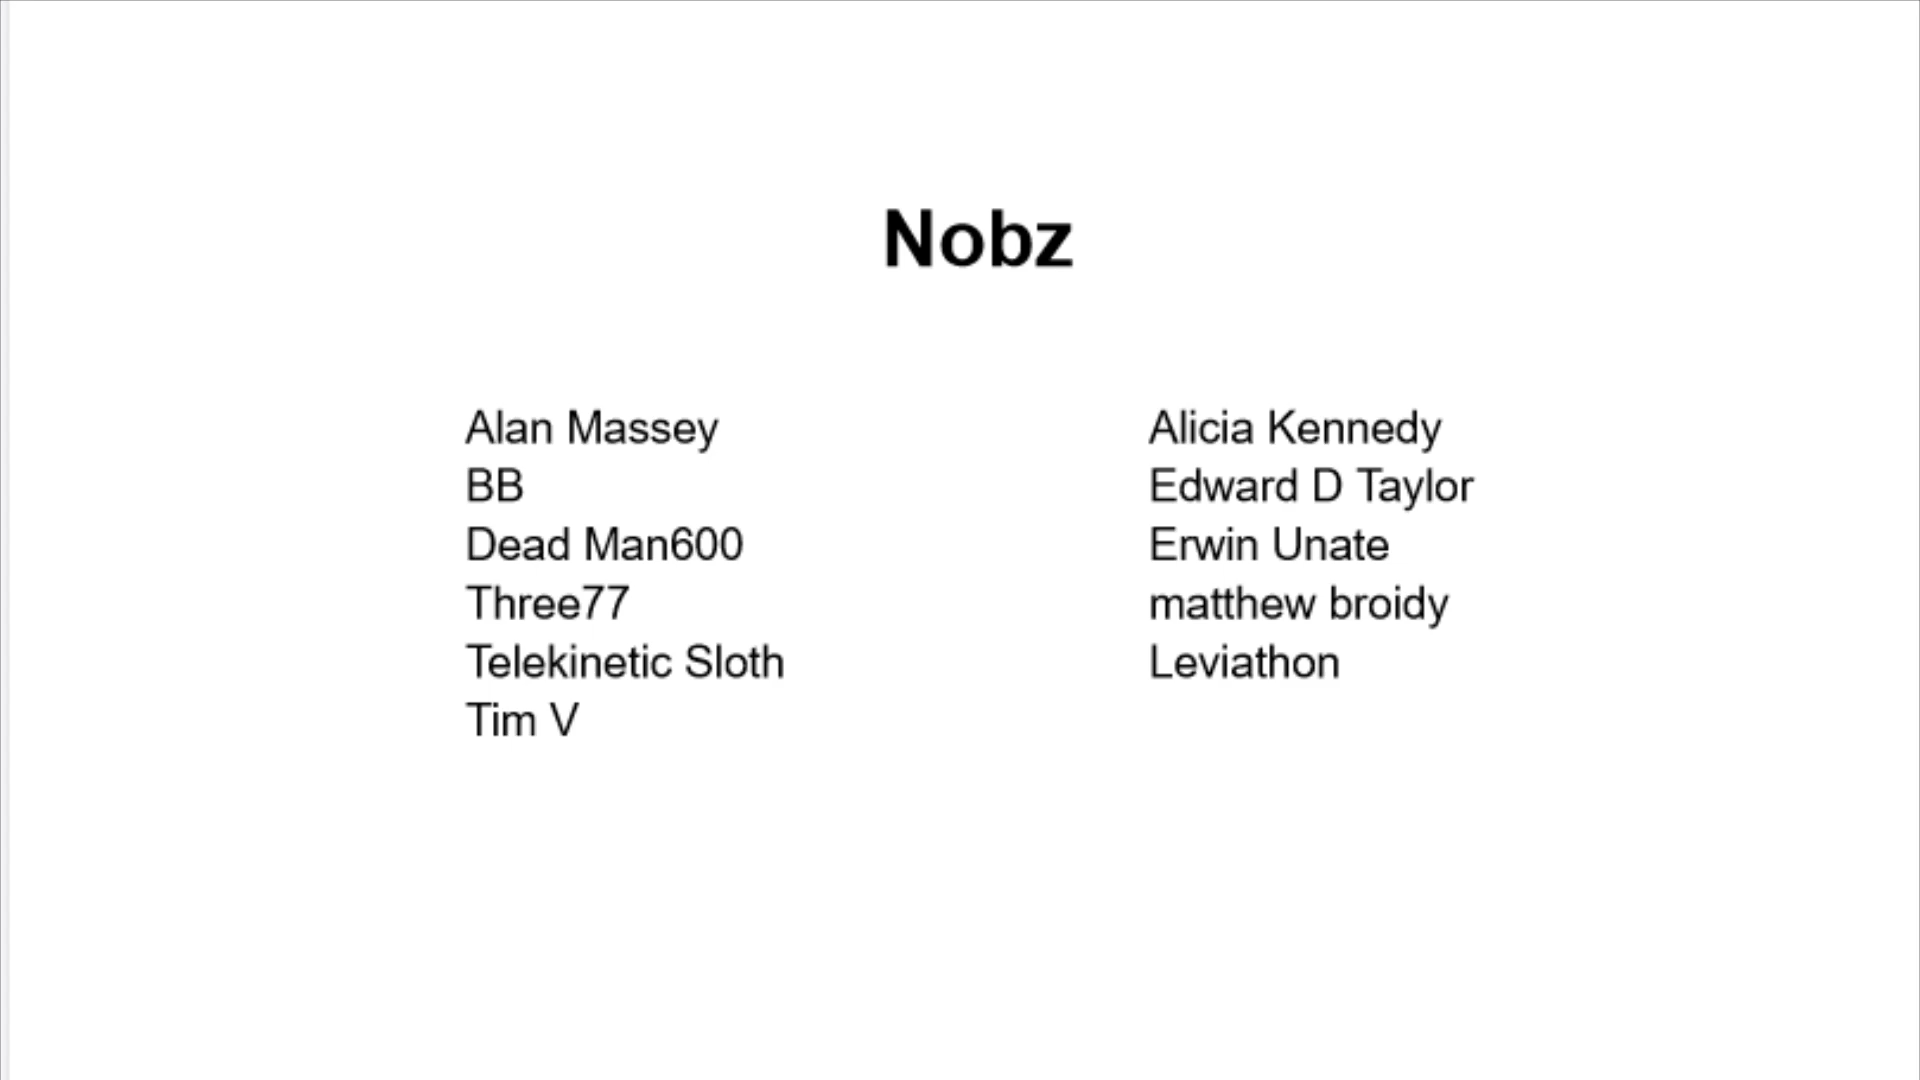 Nobz
Alan Massey
BB
Dead Man600
Three77
Telekinetic Sloth
Tim V
Alicia Kennedy
Edward D Taylor
Erwin Unate
matthew broidy
Leviathon